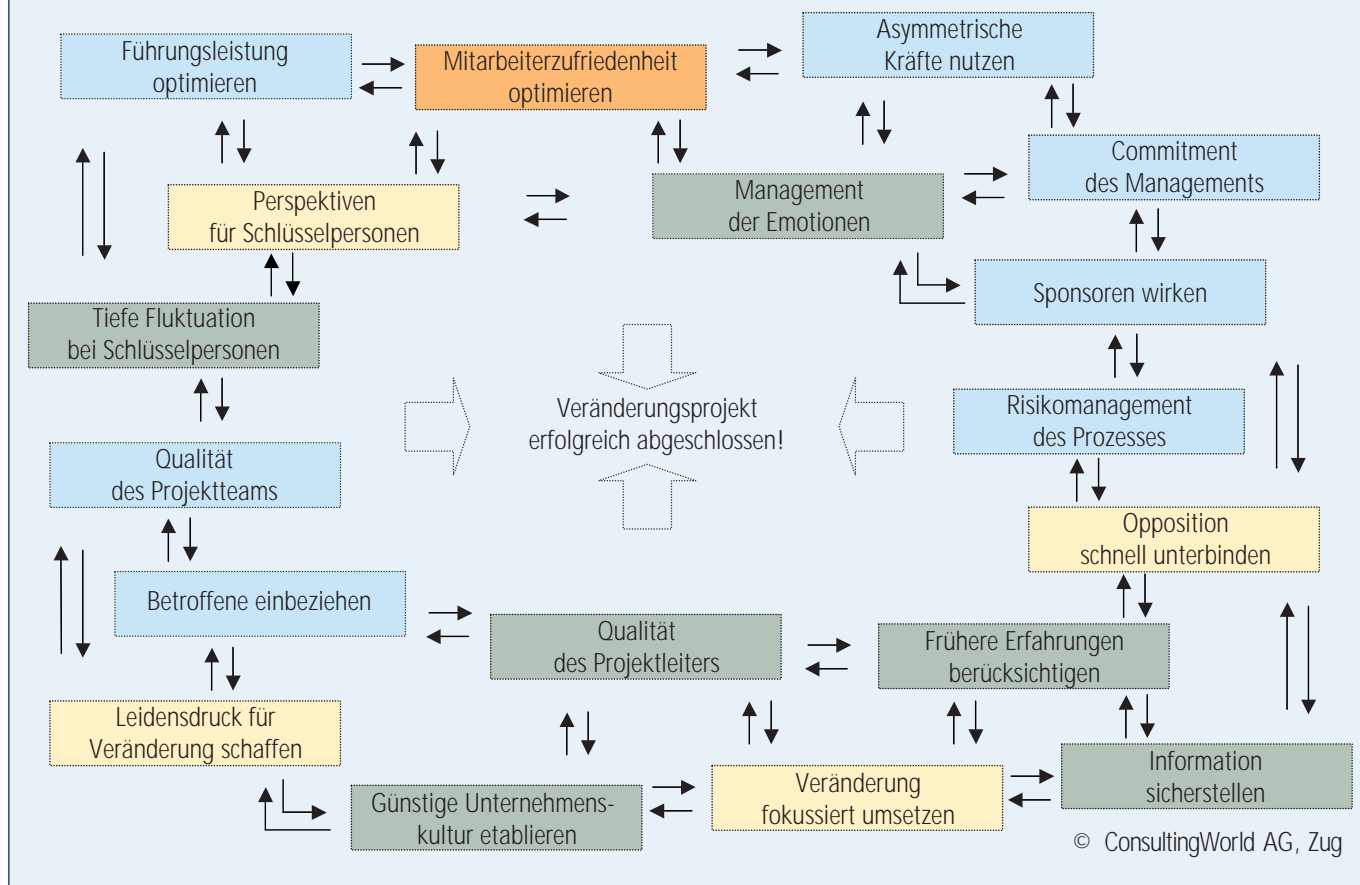 Führungsleistung
optimieren
Mitarbeiterzufriedenheit
optimieren
Asymmetrische
Kräfte nutzen
Commitment
des Managements
Perspektiven
für Schlüsselpersonen
Management
der Emotionen
Sponsoren wirken
Tiefe Fluktuation
bei Schlüsselpersonen
Veränderungsprojekt
erfolgreich abgeschlossen!
Risikomanagement
des Prozesses
Qualität
des Projektteams
Opposition
schnell unterbinden
Betroffene einbeziehen
Qualität
des Projektleiters
Frühere Erfahrungen
berücksichtigen
Leidensdruck für
Veränderung schaffen
Günstige Unternehmens-
kultur etablieren
Veränderung
fokussiert umsetzen
Information
sicherstellen
© ConsultingWorld AG, Zug